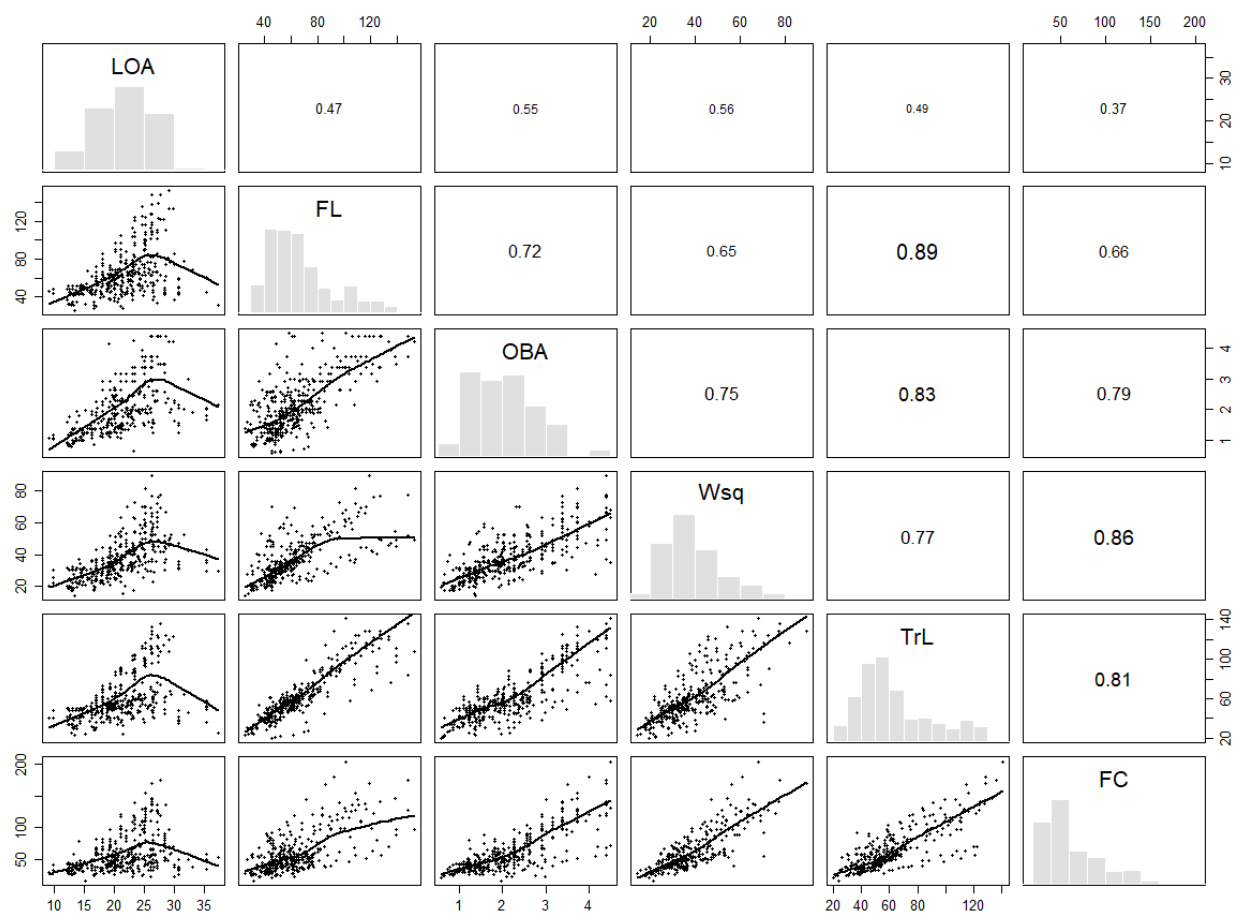 40 80 120 20 40 60 80 50 100 150 200
LOA 0.47 0.55 0.56 0.49 0.37
10 20 30
40 80 120
FL 0.72 0.65 0.89 0.66
OBA 0.75 0.83 0.79
1 2 3 4
20 40 60 80
Wsq 0.77 0.86
TrL 0.81
20 60 100 140
50 100 200
FC
10 15 20 25 30 35 1 2 3 4 20 40 60 80 120